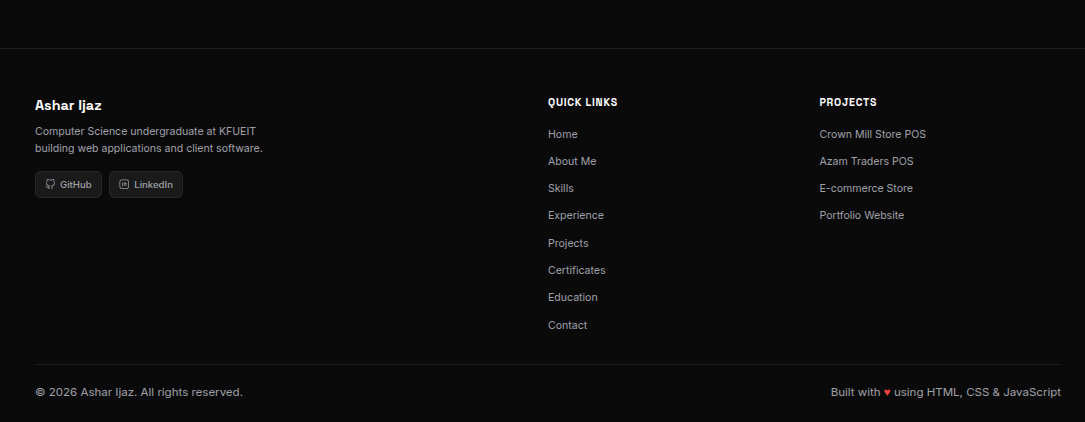 Ashar Ijaz
Computer Science undergraduate at KFUEIT
building web applications and client software.
GitHub
LinkedIn
QUICK LINKS
Home
About Me
Skills
Experience
Projects
Certificates
Education
Contact
PROJECTS
Crown Mill Store POS
Azam Traders POS
E-commerce Store
Portfolio Website
© 2026 Ashar Ijaz. All rights reserved.
Built with ♥ using HTML, CSS & JavaScript